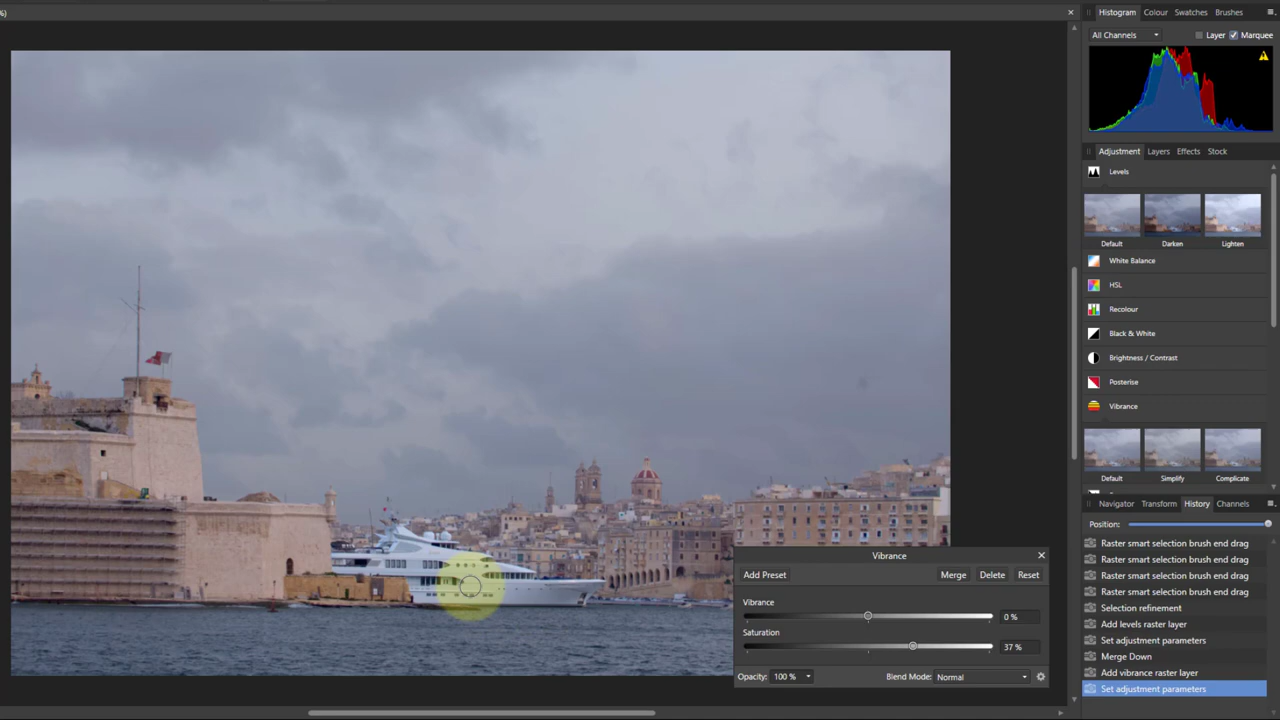 %)
Histogram Colour Swatches Brushes
All Channels Layer Marquee
Adjustment Layers Effects Stock
Levels
Default Darken Lighten
White Balance
HSL
Recolour
Black & White
Brightness / Contrast
Posterise
Vibrance
Default Simplify Complicate
Navigator Transform History Channels
Position:
Raster smart selection brush end drag
Raster smart selection brush end drag
Raster smart selection brush end drag
Raster smart selection brush end drag
Selection refinement
Add levels raster layer
Set adjustment parameters
Merge Down
Add vibrance raster layer
Set adjustment parameters
Vibrance
Add Preset Merge Delete Reset
Vibrance
0 %
Saturation
37 %
Opacity: 100 % Blend Mode: Normal